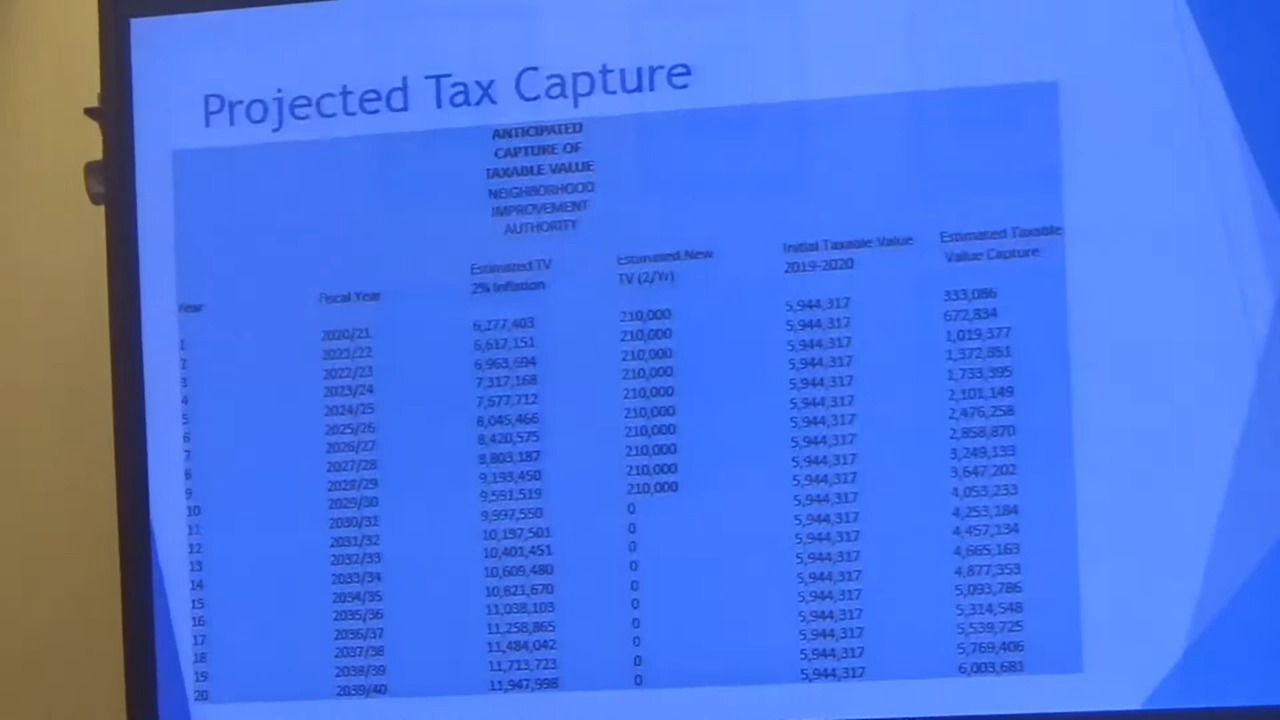 Projected Tax Capture
ANTICIPATED
CAPTURE OF
TAXABLE VALUE
NEIGHBORHOOD
IMPROVEMENT
AUTHORITY
Year Fiscal Year Estimated TV 2% Inflation Estimated New TV (2/Yr) Initial Taxable Value 2019-2020 Estimated Taxable Value Capture
1 2020/21 6,277,403 210,000 5,944,317 333,086
2 2021/22 6,617,151 210,000 5,944,317 672,834
3 2022/23 6,963,694 210,000 5,944,317 1,019,377
4 2023/24 7,317,168 210,000 5,944,317 1,372,851
5 2024/25 7,677,712 210,000 5,944,317 1,733,395
6 2025/26 8,045,466 210,000 5,944,317 2,101,149
7 2026/27 8,420,575 210,000 5,944,317 2,476,258
8 2027/28 8,803,187 210,000 5,944,317 2,858,870
9 2028/29 9,193,450 210,000 5,944,317 3,249,133
10 2029/30 9,591,519 210,000 5,944,317 3,647,202
11 2030/31 9,997,550 0 5,944,317 4,053,233
12 2031/32 10,197,501 0 5,944,317 4,253,184
13 2032/33 10,401,451 0 5,944,317 4,457,134
14 2033/34 10,609,480 0 5,944,317 4,665,163
15 2034/35 10,821,670 0 5,944,317 4,877,353
16 2035/36 11,038,103 0 5,944,317 5,093,786
17 2036/37 11,258,865 0 5,944,317 5,314,548
18 2037/38 11,484,042 0 5,944,317 5,539,725
19 2038/39 11,713,723 0 5,944,317 5,769,406
20 2039/40 11,947,998 0 5,944,317 6,003,681